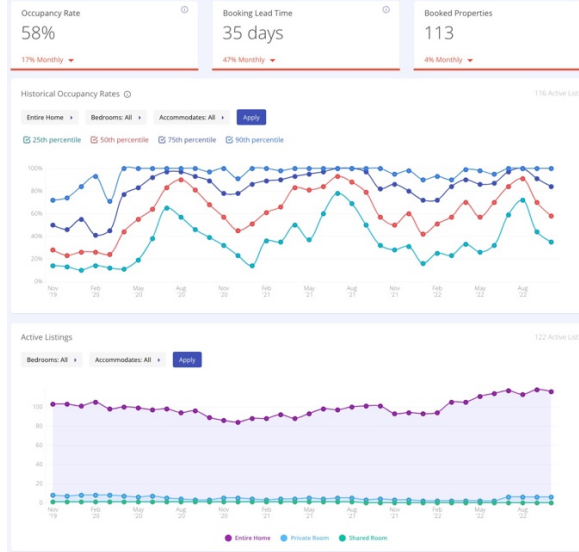 Occupancy Rate
58%
17% Monthly
Booking Lead Time
35 days
47% Monthly
Booked Properties
113
4% Monthly
Historical Occupancy Rates
116 Active List
Entire Home
Bedrooms: All
Accommodates: All
Apply
25th percentile
50th percentile
75th percentile
90th percentile
100%
80%
60%
40%
20%
0%
Nov '19
Feb '20
May '20
Aug '20
Nov '20
Feb '21
May '21
Aug '21
Nov '21
Feb '22
May '22
Aug '22
Active Listings
122 Active List
Bedrooms: All
Accommodates: All
Apply
100
80
60
40
20
0
Nov '19
Feb '20
May '20
Aug '20
Nov '20
Feb '21
May '21
Aug '21
Nov '21
Feb '22
May '22
Aug '22
Entire Home
Private Room
Shared Room